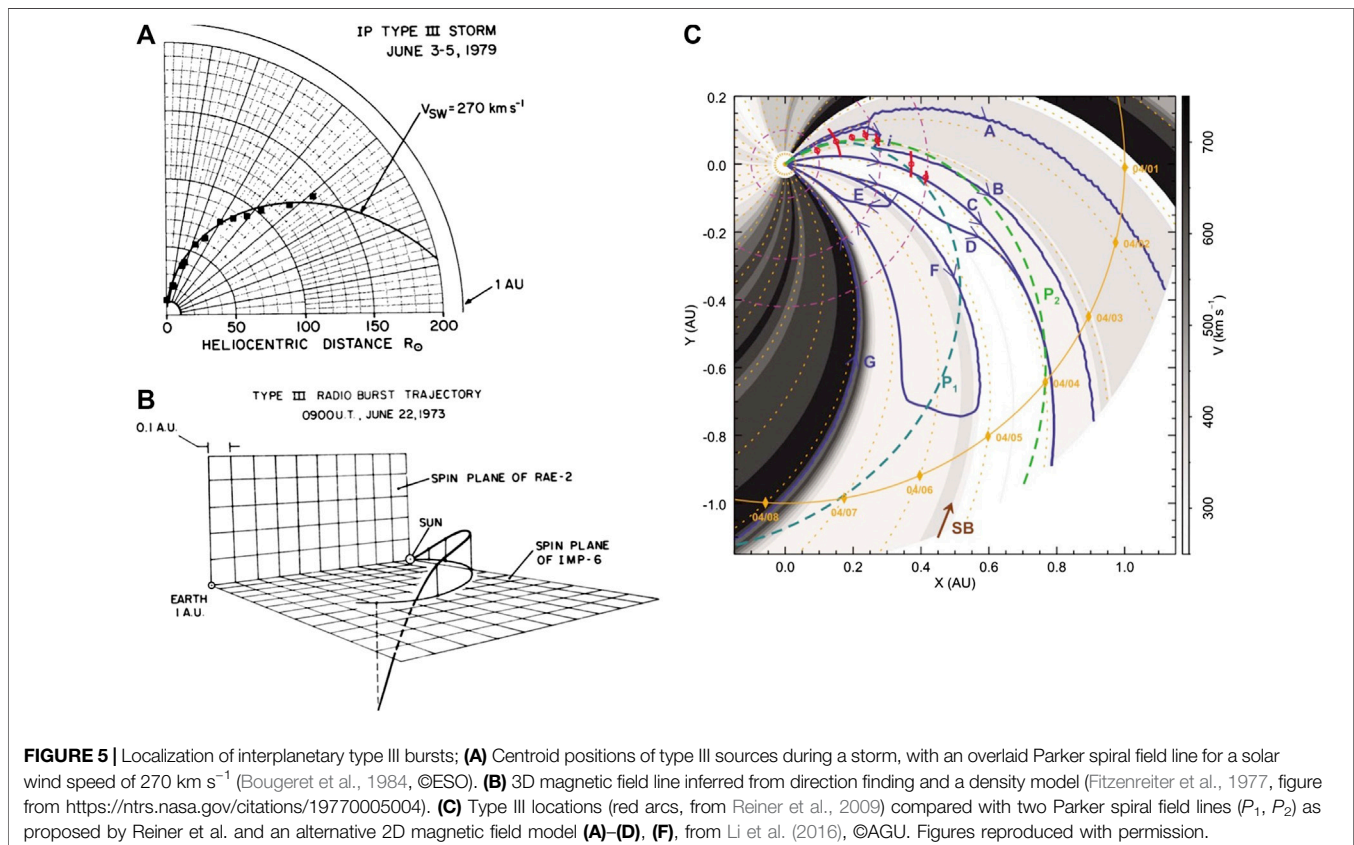 A
IP TYPE III STORM
JUNE 3-5, 1979
V_SW = 270 km s⁻¹
1 AU
0 50 100 150 200
HELIOCENTRIC DISTANCE R⊙
B
TYPE III RADIO BURST TRAJECTORY
0900 U.T., JUNE 22, 1973
0.1 A.U.
SPIN PLANE OF RAE-2
SUN
SPIN PLANE
OF IMP-6
EARTH
1 A.U.
C
0.2
0.0
-0.2
-0.4
-0.6
-0.8
-1.0
Y (AU)
0.0 0.2 0.4 0.6 0.8 1.0
X (AU)
A
i
B
E
C
D
F
P₂
G
P₁
SB
04/01
04/02
04/03
04/04
04/05
04/06
04/07
04/08
700
600
500
400
300
V (km s⁻¹)
FIGURE 5 | Localization of interplanetary type III bursts; (A) Centroid positions of type III sources during a storm, with an overlaid Parker spiral field line for a solar
wind speed of 270 km s⁻¹ (Bougeret et al., 1984, ©ESO). (B) 3D magnetic field line inferred from direction finding and a density model (Fitzenreiter et al., 1977, figure
from https://ntrs.nasa.gov/citations/19770005004). (C) Type III locations (red arcs, from Reiner et al., 2009) compared with two Parker spiral field lines (P₁, P₂) as
proposed by Reiner et al. and an alternative 2D magnetic field model (A)–(D), (F), from Li et al. (2016), ©AGU. Figures reproduced with permission.